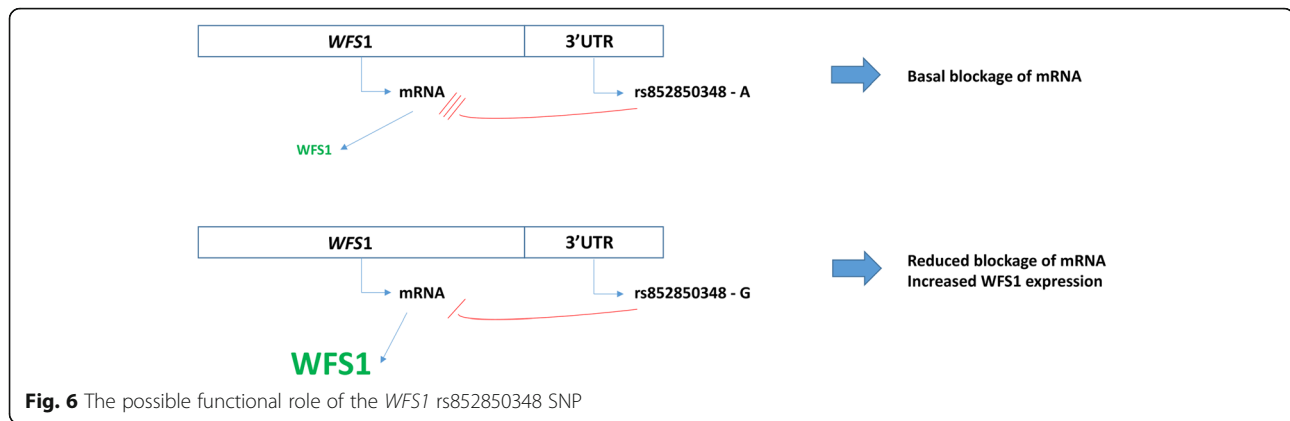 WFS1 3'UTR
mRNA rs852850348 - A
Basal blockage of mRNA
WFS1
WFS1 3'UTR
mRNA rs852850348 - G
Reduced blockage of mRNA
Increased WFS1 expression
WFS1
Fig. 6 The possible functional role of the WFS1 rs852850348 SNP